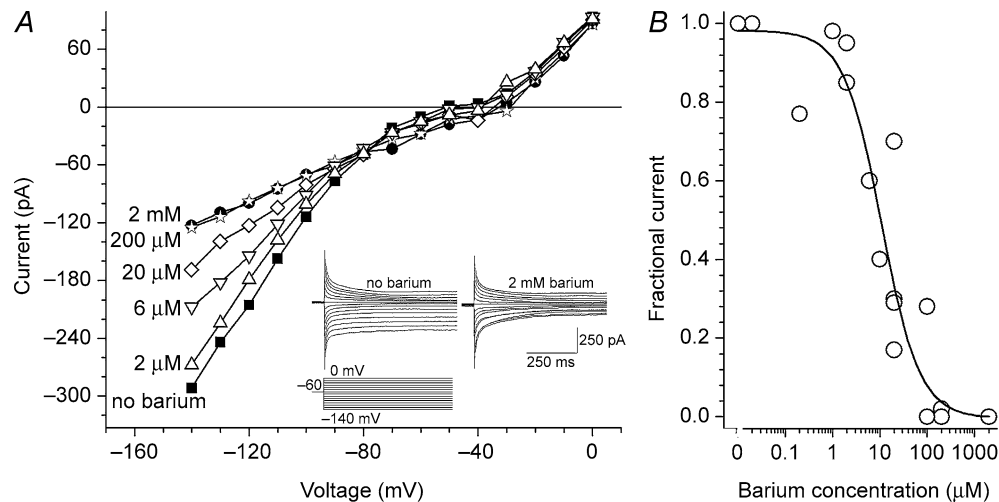 A
B
60
0
−60
−120
−180
−240
−300
Current (pA)
2 mM
200 μM
20 μM
6 μM
2 μM
no barium
no barium
2 mM barium
250 pA
250 ms
0 mV
−60
−140 mV
−160
−120
−80
−40
0
Voltage (mV)
1.0
0.8
0.6
0.4
0.2
0.0
Fractional current
0
0.1
1
10
100
1000
Barium concentration (μM)